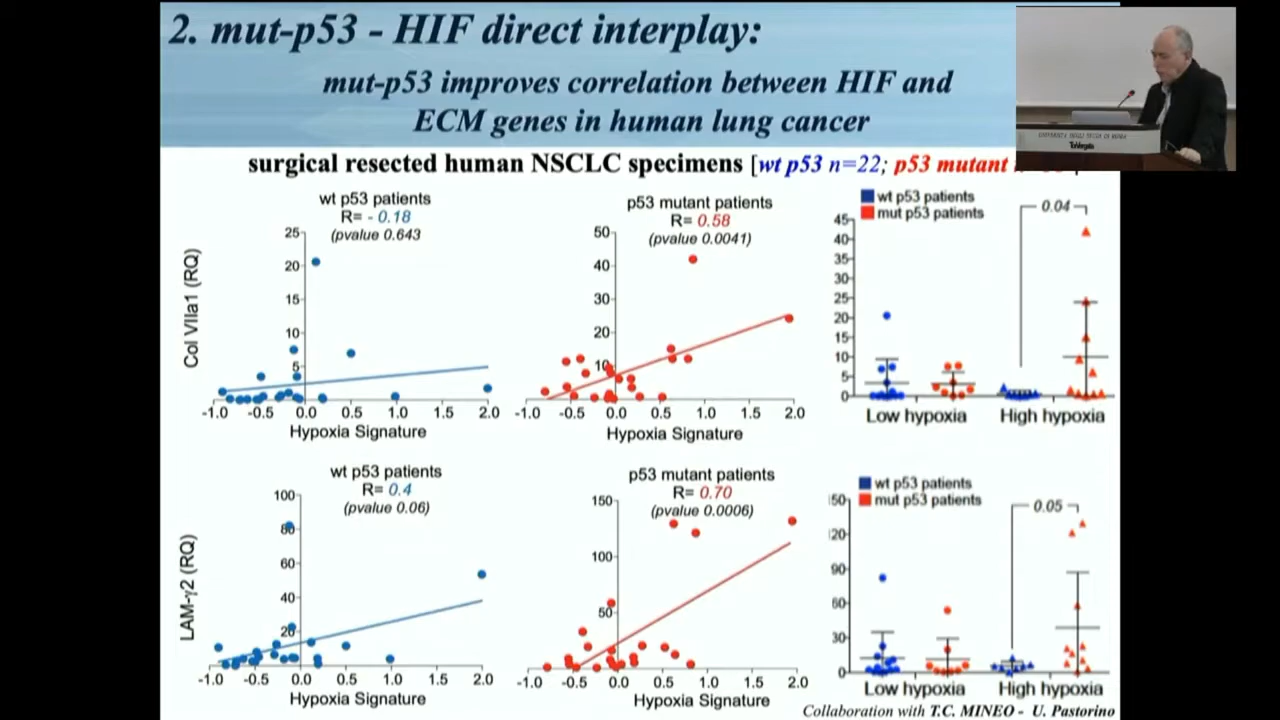 2. mut-p53 - HIF direct interplay:
mut-p53 improves correlation between HIF and
ECM genes in human lung cancer
surgical resected human NSCLC specimens [wt p53 n=22; p53 mutant
wt p53 patients
R= - 0.18
(pvalue 0.643
Col VIIa1 (RQ)
25
20
15
10
5
0
-1.0 -0.5 0.0 0.5 1.0 1.5 2.0
Hypoxia Signature
p53 mutant patients
R= 0.58
(pvalue 0.0041)
50
40
30
20
10
0
-1.0 -0.5 0.0 0.5 1.0 1.5 2.0
Hypoxia Signature
wt p53 patients
mut p53 patients
0.04
45
40
35
30
25
20
15
10
5
0
Low hypoxia High hypoxia
wt p53 patients
R= 0.4
(pvalue 0.06)
LAM-γ2 (RQ)
100
80
60
40
20
-1.0 -0.5 0.0 0.5 1.0 1.5 2.0
Hypoxia Signature
p53 mutant patients
R= 0.70
(pvalue 0.0006)
150
100
50
0
-1.0 -0.5 0.0 0.5 1.0 1.5 2.0
Hypoxia Signature
wt p53 patients
mut p53 patients
0.05
90
60
30
0
Low hypoxia High hypoxia
Collaboration with T.C. MINEO - U. Pastorino
TorVergata